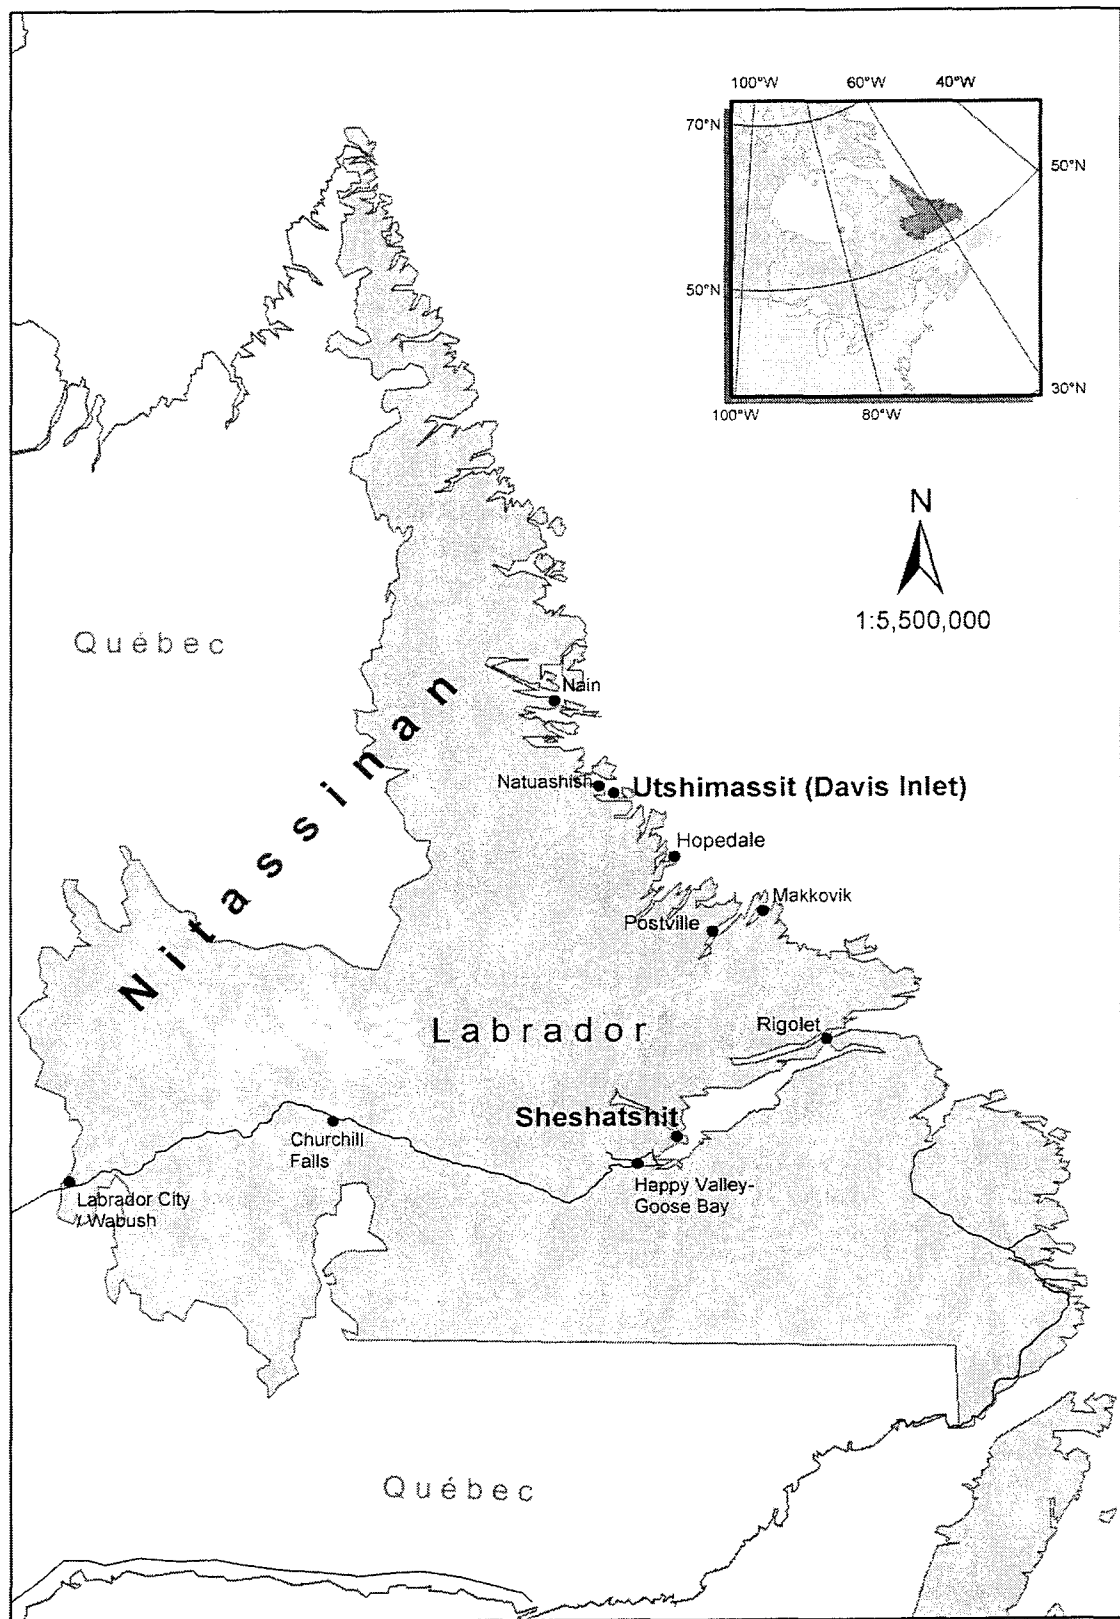 100°W 60°W 40°W
70°N
50°N
50°N
30°N
100°W 80°W
N
1:5,500,000
Québec
Nitassinan
Nain
Natuashish
Utshimassit (Davis Inlet)
Hopedale
Makkovik
Postville
Labrador
Rigolet
Sheshatshit
Churchill
Falls
Happy Valley-
Goose Bay
Labrador City
/ Wabush
Québec